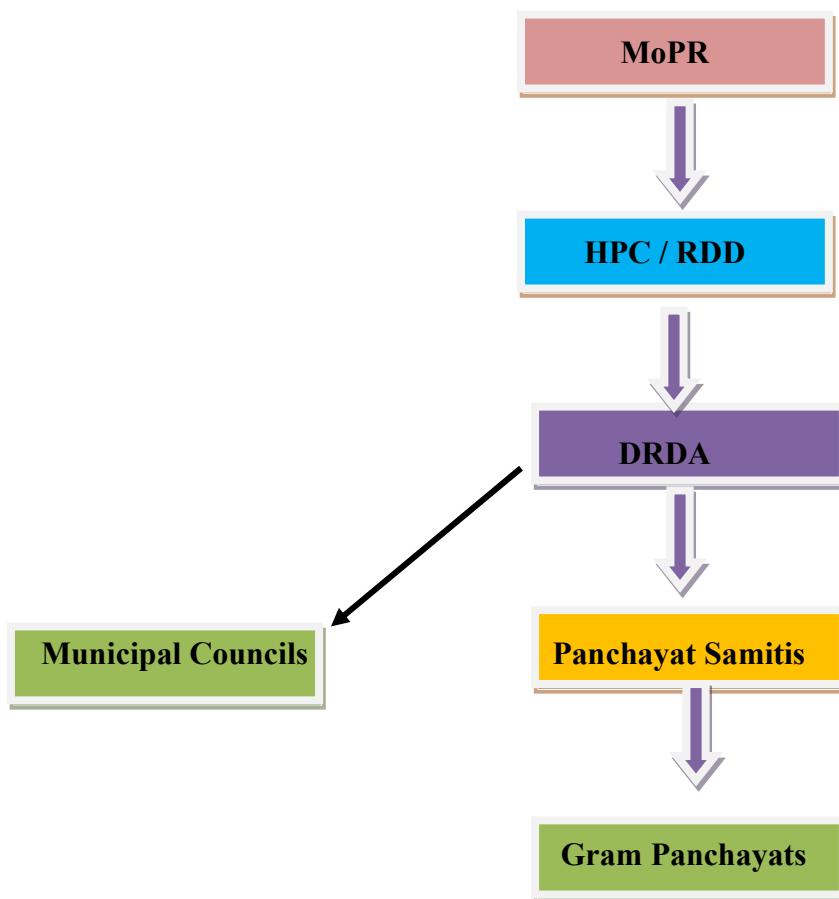 MoPR
HPC / RDD
DRDA
Municipal Councils
Panchayat Samitis
Gram Panchayats